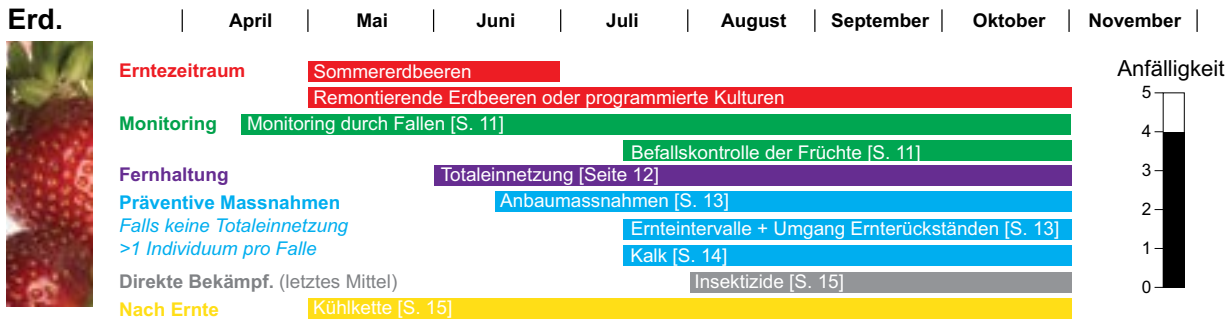 Erd.
| April | Mai | Juni | Juli | August | September | Oktober | November |
Erntezeitraum
Sommererdbeeren
Remontierende Erdbeeren oder programmierte Kulturen
Monitoring
Monitoring durch Fallen [S. 11]
Befallskontrolle der Früchte [S. 11]
Fernhaltung
Totaleinnetzung [Seite 12]
Präventive Massnahmen
Anbaumassnahmen [S. 13]
Falls keine Totaleinnetzung
Ernteintervalle + Umgang Ernterückständen [S. 13]
>1 Individuum pro Falle
Kalk [S. 14]
Direkte Bekämpf. (letztes Mittel)
Insektizide [S. 15]
Nach Ernte
Kühlkette [S. 15]
Anfälligkeit
5
4
3
2
1
0